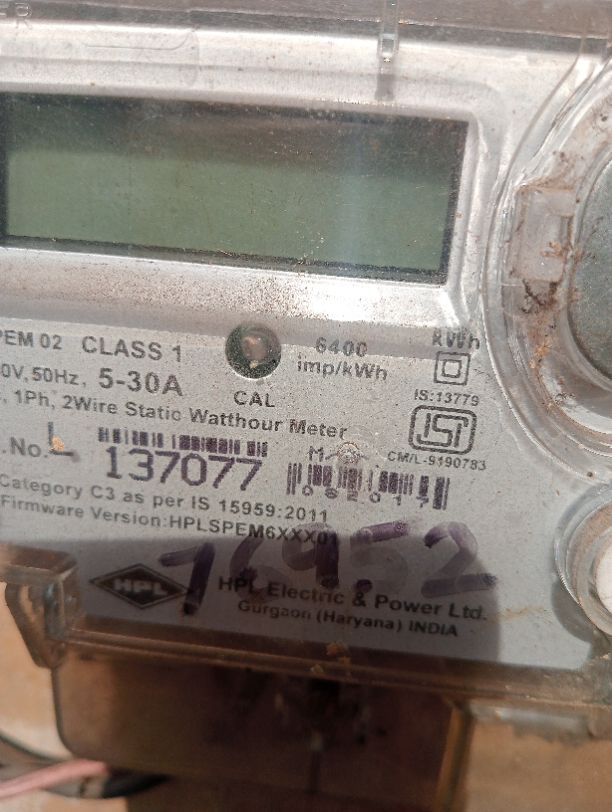 PEM 02 CLASS 1
0V, 50Hz, 5-30A
CAL
6400
imp/kWh
kWh
IS:13779
ISI
CM/L-9190783
, 1Ph, 2Wire Static Watthour Meter
.No. L 137077
062017
Category C3 as per IS 15959:2011
Firmware Version:HPLSPEM6XXX01
HPL
HPL Electric & Power Ltd.
Gurgaon (Haryana) INDIA